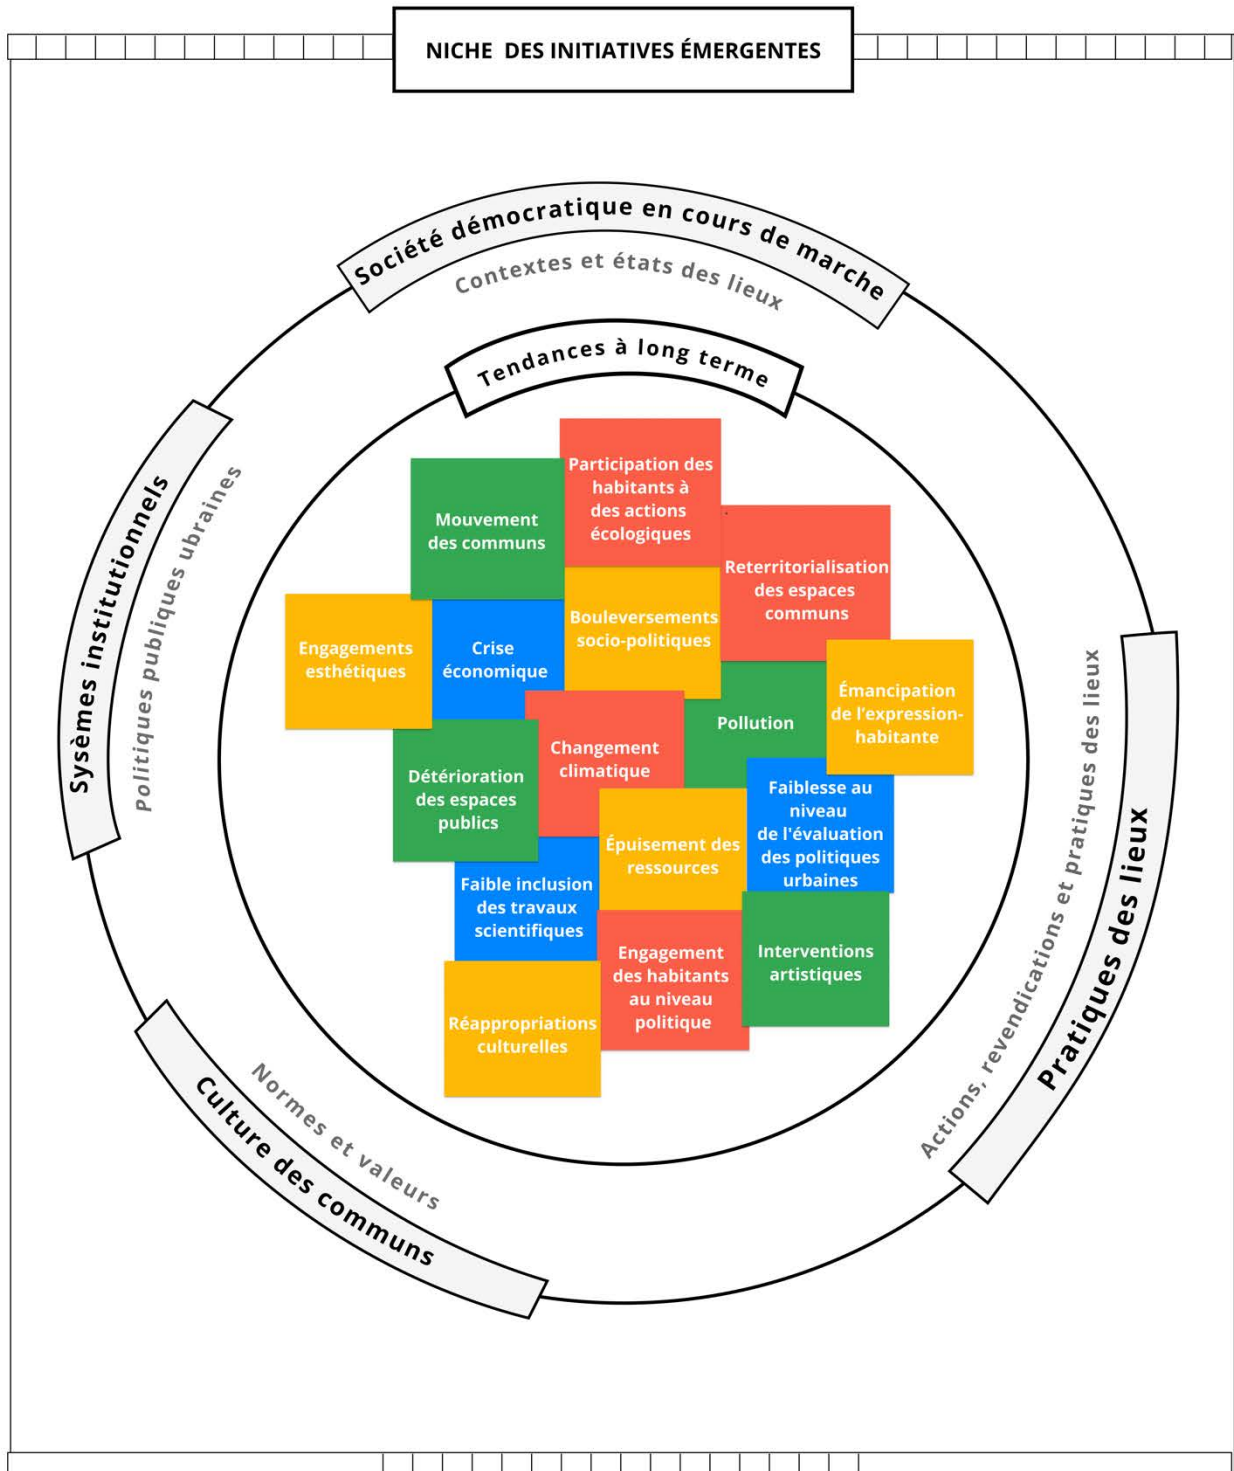 NICHE DES INITIATIVES ÉMERGENTES
Société démocratique en cours de marche
Contextes et états des lieux
Tendances à long terme
Sysèmes institutionnels
Politiques publiques ubraines
Participation des
habitants à
des actions
écologiques
Mouvement
des communs
Reterritorialisation
des espaces
communs
Bouleversements
socio-politiques
Engagements
esthétiques
Crise
économique
Émancipation
de l’expression-
habitante
Pollution
Changement
climatique
Détérioration
des espaces
publics
Faiblesse au
niveau
de l'évaluation
des politiques
urbaines
Épuisement des
ressources
Faible inclusion
des travaux
scientifiques
Engagement
des habitants
au niveau
politique
Interventions
artistiques
Réappropriations
culturelles
Actions, revendications et pratiques des lieux
Pratiques des lieux
Normes et valeurs
Culture des communs